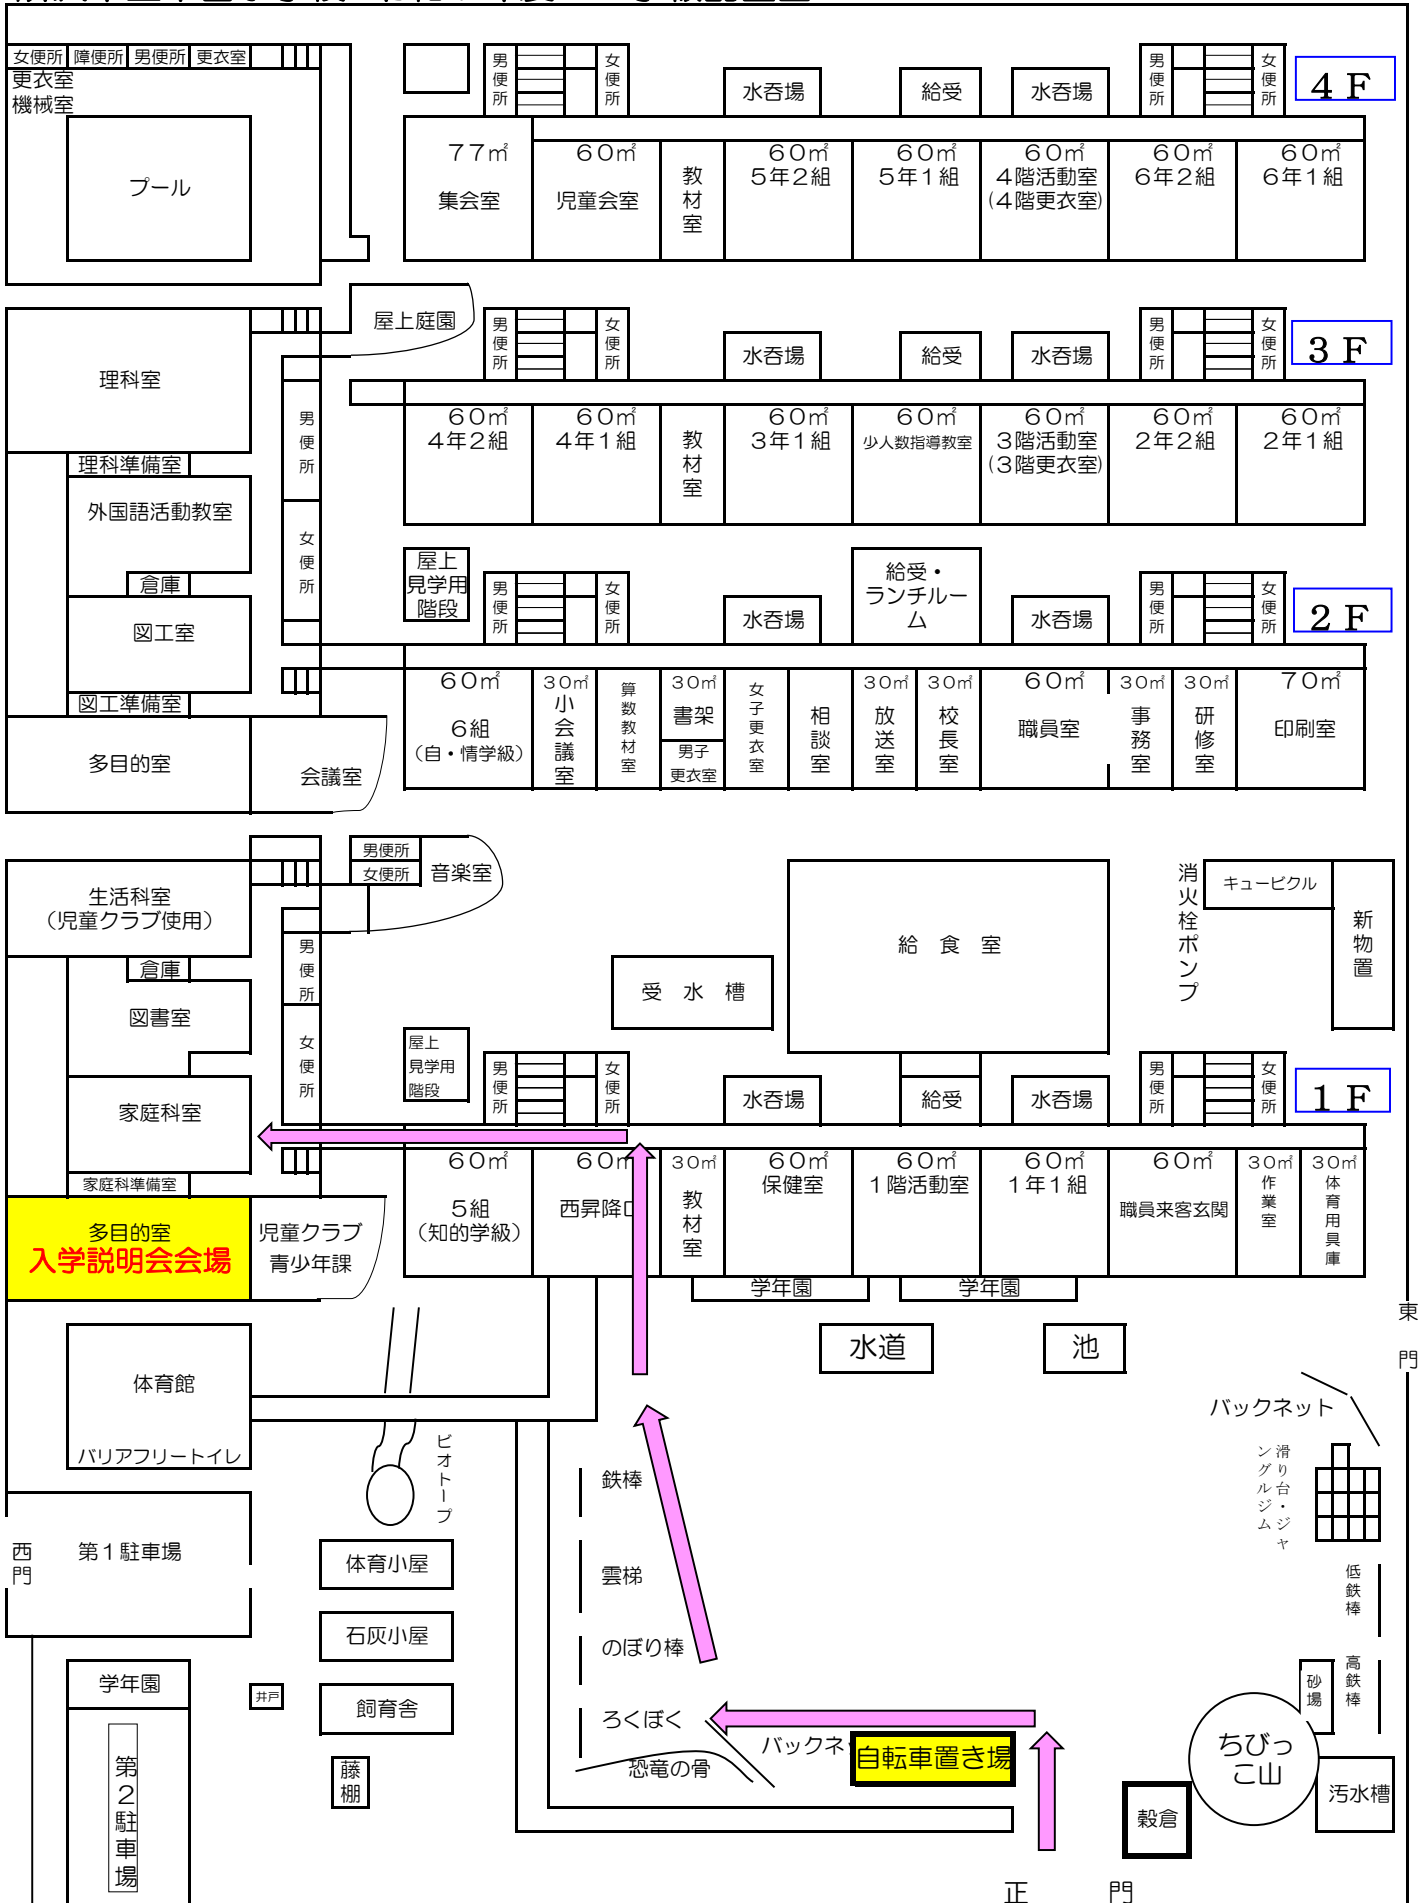 女便所 障便所 男便所 更衣室
更衣室
機械室
プール
男便所 女便所 水呑場 給受 水呑場 男便所 女便所
４Ｆ
７７㎡ 集会室
６０㎡ 児童会室
教材室
６０㎡ ５年２組
６０㎡ ５年１組
６０㎡ ４階活動室
(４階更衣室)
６０㎡ ６年２組
６０㎡ ６年１組
屋上庭園
男便所 女便所 水呑場 給受 水呑場 男便所 女便所
３Ｆ
理科室
男便所
６０㎡ ４年２組
６０㎡ ４年１組
教材室
６０㎡ ３年１組
６０㎡ 少人数指導教室
６０㎡ ３階活動室
(３階更衣室)
６０㎡ ２年２組
６０㎡ ２年１組
理科準備室
外国語活動教室
女便所
倉庫
図工室
図工準備室
多目的室
会議室
屋上
見学用
階段
男便所 女便所 水呑場
給受・
ランチルー
ム
水呑場 男便所 女便所
２Ｆ
６０㎡ ６組
（自・情学級）
３０㎡ 小会議室
算数教材室
３０㎡ 書架
男子
更衣室
女子更衣室
相談室
３０㎡ 放送室
３０㎡ 校長室
６０㎡ 職員室
３０㎡ 事務室
３０㎡ 研修室
７０㎡ 印刷室
男便所
女便所
音楽室
生活科室
（児童クラブ使用）
男便所
倉庫
図書室
女便所
家庭科室
家庭科準備室
多目的室
入学説明会会場
児童クラブ
青少年課
受　水　槽
給　食　室
消火栓ポンプ
キュービクル
新物置
屋上
見学用
階段
男便所 女便所 水呑場 給受 水呑場 男便所 女便所
１Ｆ
６０㎡ ５組
（知的学級）
６０㎡ 西昇降口
３０㎡ 教材室
６０㎡ 保健室
６０㎡ １階活動室
６０㎡ １年１組
６０㎡ 職員来客玄関
３０㎡ 作業室
３０㎡ 体育用具庫
学年園 学年園
水道 池
東門
体育館
バリアフリートイレ
ビオトープ
バックネット
滑り台・ジャ
ングルジム
鉄棒
雲梯
のぼり棒
ろくぼく
恐竜の骨
バックネッ
自転車置き場
西門
第１駐車場
体育小屋
石灰小屋
飼育舎
井戸
藤棚
学年園
第２駐車場
低鉄棒
高鉄棒
砂場
ちびっ
こ山
汚水槽
穀倉
正　門